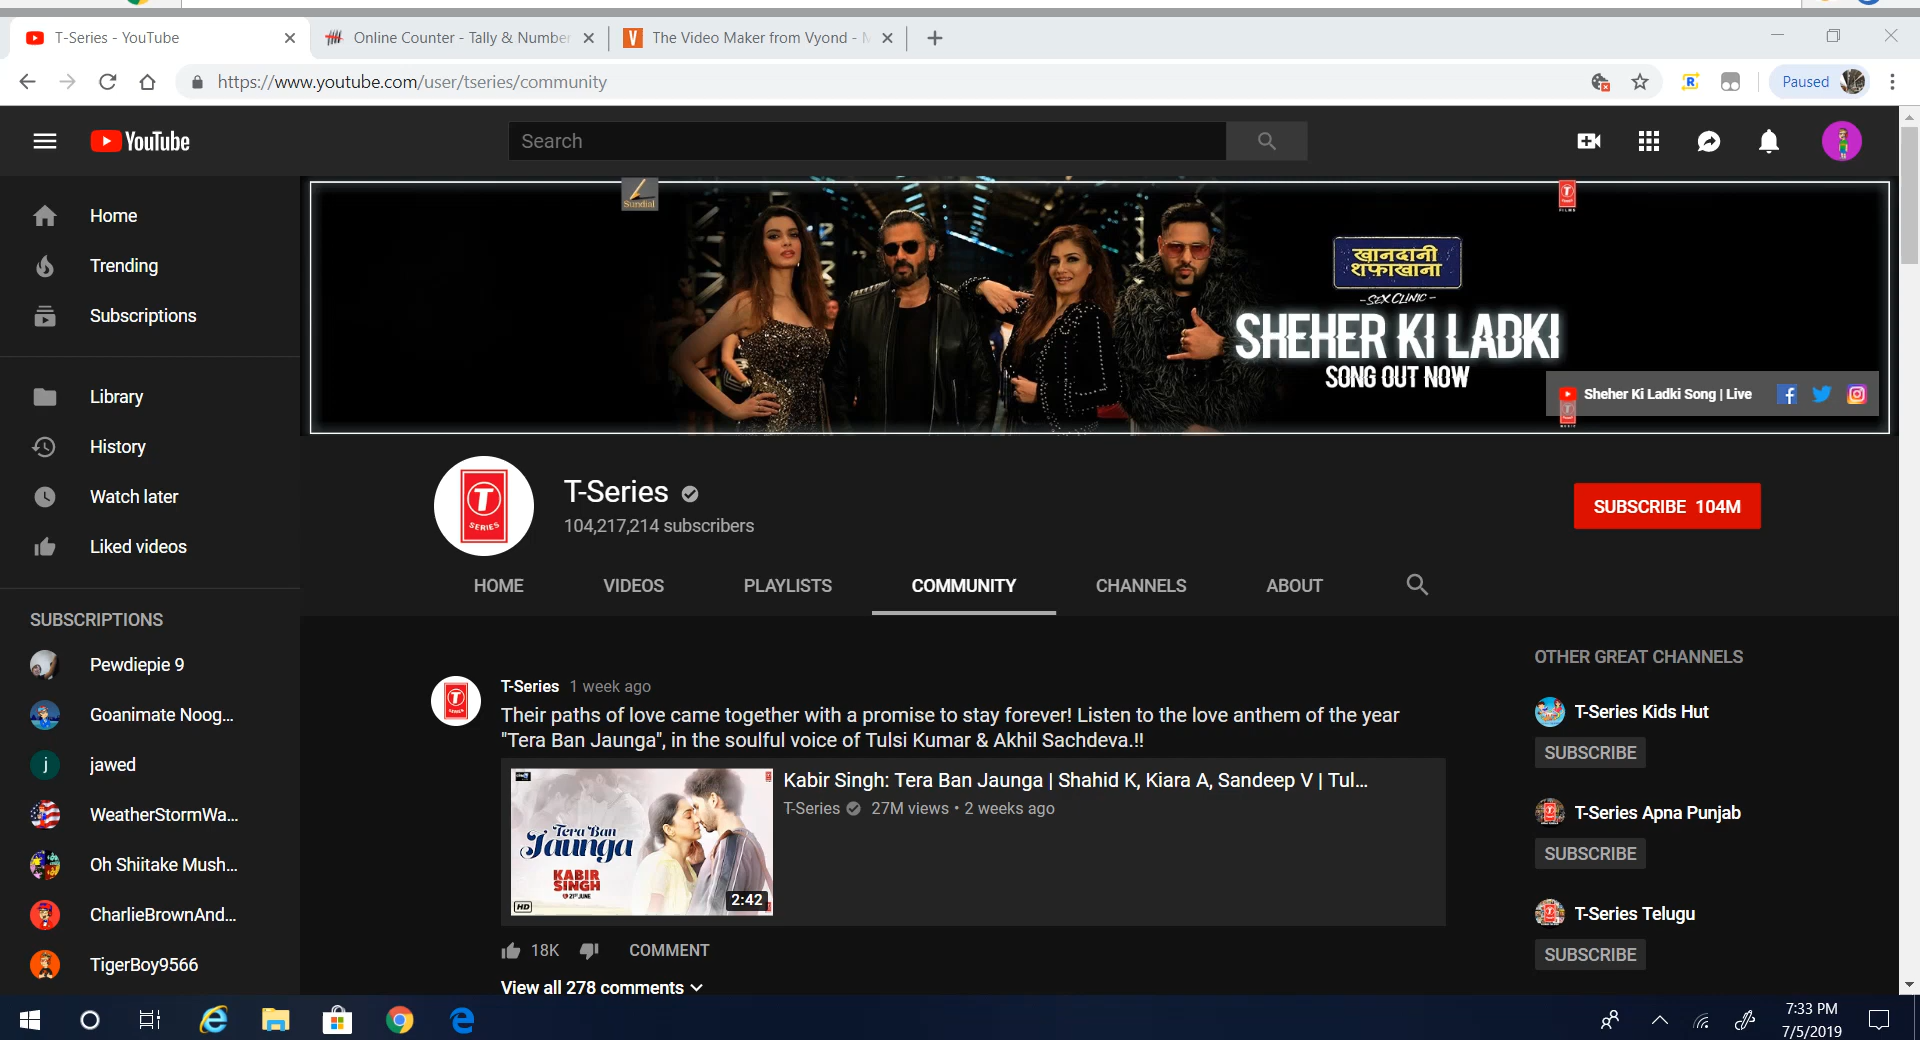 T-Series - YouTube
Online Counter - Tally & Number
The Video Maker from Vyond -
https://www.youtube.com/user/tseries/community
Paused
YouTube
Search
Home
Trending
Subscriptions
Library
History
Watch later
Liked videos
SUBSCRIPTIONS
Pewdiepie 9
Goanimate Noog...
jawed
WeatherStormWa...
Oh Shiitake Mush...
CharlieBrownAnd...
TigerBoy9566
Sundial
T
FILMS
खानदानी
शफ़ाखाना
-SEX CLINIC-
SHEHER KI LADKI
SONG OUT NOW
Sheher Ki Ladki Song | Live
T
SERIES
T-Series
104,217,214 subscribers
SUBSCRIBE 104M
HOME
VIDEOS
PLAYLISTS
COMMUNITY
CHANNELS
ABOUT
T-Series 1 week ago
Their paths of love came together with a promise to stay forever! Listen to the love anthem of the year
"Tera Ban Jaunga", in the soulful voice of Tulsi Kumar & Akhil Sachdeva.!!
Tera Ban
Jaunga
KABIR
SINGH
21ST JUNE
HD
2:42
Kabir Singh: Tera Ban Jaunga | Shahid K, Kiara A, Sandeep V | Tul...
T-Series 27M views • 2 weeks ago
18K
COMMENT
View all 278 comments
OTHER GREAT CHANNELS
T-Series Kids Hut
SUBSCRIBE
T-Series Apna Punjab
SUBSCRIBE
T-Series Telugu
SUBSCRIBE
7:33 PM
7/5/2019